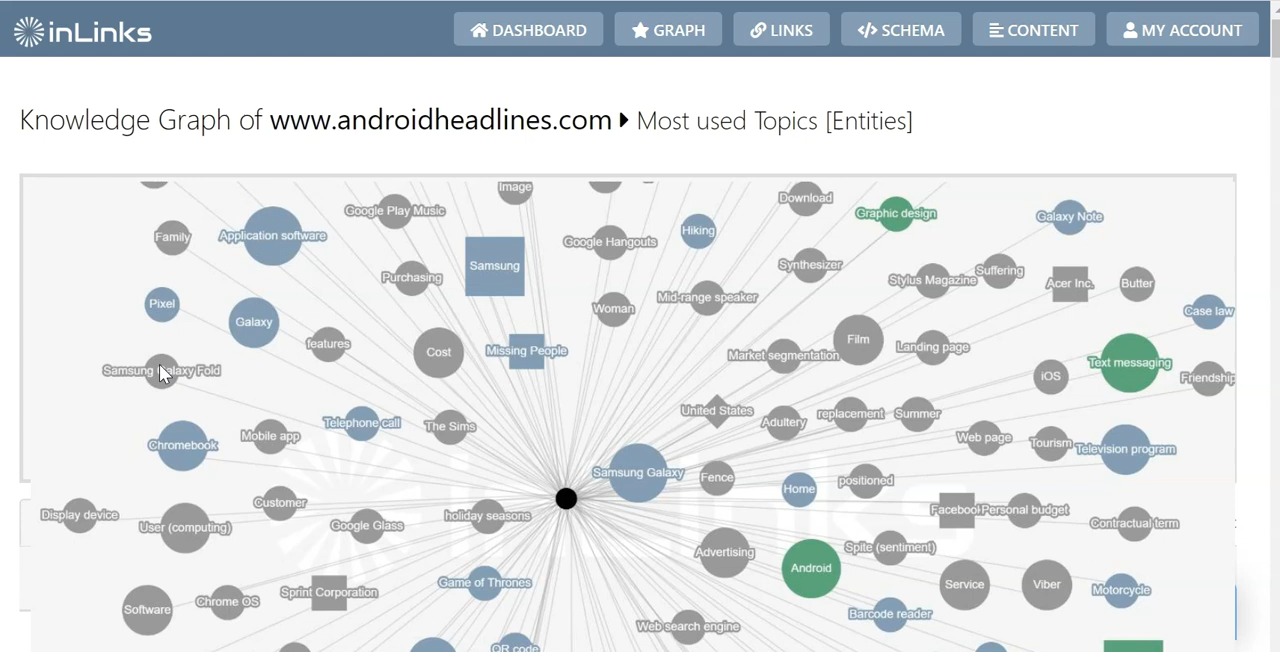 inLinks
DASHBOARD
GRAPH
LINKS
SCHEMA
CONTENT
MY ACCOUNT
Knowledge Graph of www.androidheadlines.com Most used Topics [Entities]
Image
Download
Google Play Music
Graphic design
Galaxy Note
Family
Application software
Hiking
Google Hangouts
Samsung
Synthesizer
Suffering
Purchasing
Stylus Magazine
Acer Inc.
Butter
Pixel
Mid-range speaker
Woman
Case law
Galaxy
features
Film
Landing page
Cost
Missing People
Market segmentation
Text messaging
Samsung Galaxy Fold
iOS
Friendship
United States
replacement
Summer
Telephone call
The Sims
Adultery
Mobile app
Web page
Chromebook
Tourism
Television program
Samsung Galaxy
Fence
positioned
Home
Customer
Facebook
Personal budget
Display device
holiday seasons
User (computing)
Google Glass
Contractual term
Spite (sentiment)
Advertising
Android
Game of Thrones
Service
Viber
Motorcycle
Sprint Corporation
Chrome OS
Software
Barcode reader
Web search engine
QR code
inLinks